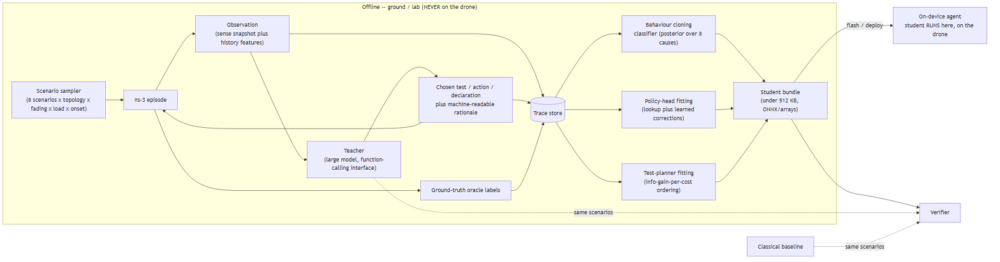 Offline -- ground / lab (NEVER on the drone)
Scenario sampler
(8 scenarios x topology x
fading x load x onset)
ns-3 episode
Observation
(sense snapshot plus
history features)
Teacher
(large model, function-
calling interface)
Chosen test / action /
declaration
plus machine-readable
rationale
Ground-truth oracle labels
Trace store
Behaviour cloning
classifier (posterior over 8
causes)
Policy-head fitting
(lookup plus learned
corrections)
Test-planner fitting
(info-gain-per-cost
ordering)
Student bundle
(under 512 KB,
ONNX/arrays)
flash / deploy
On-device agent
student RUNS here, on the
drone
same scenarios
Verifier
Classical baseline
same scenarios